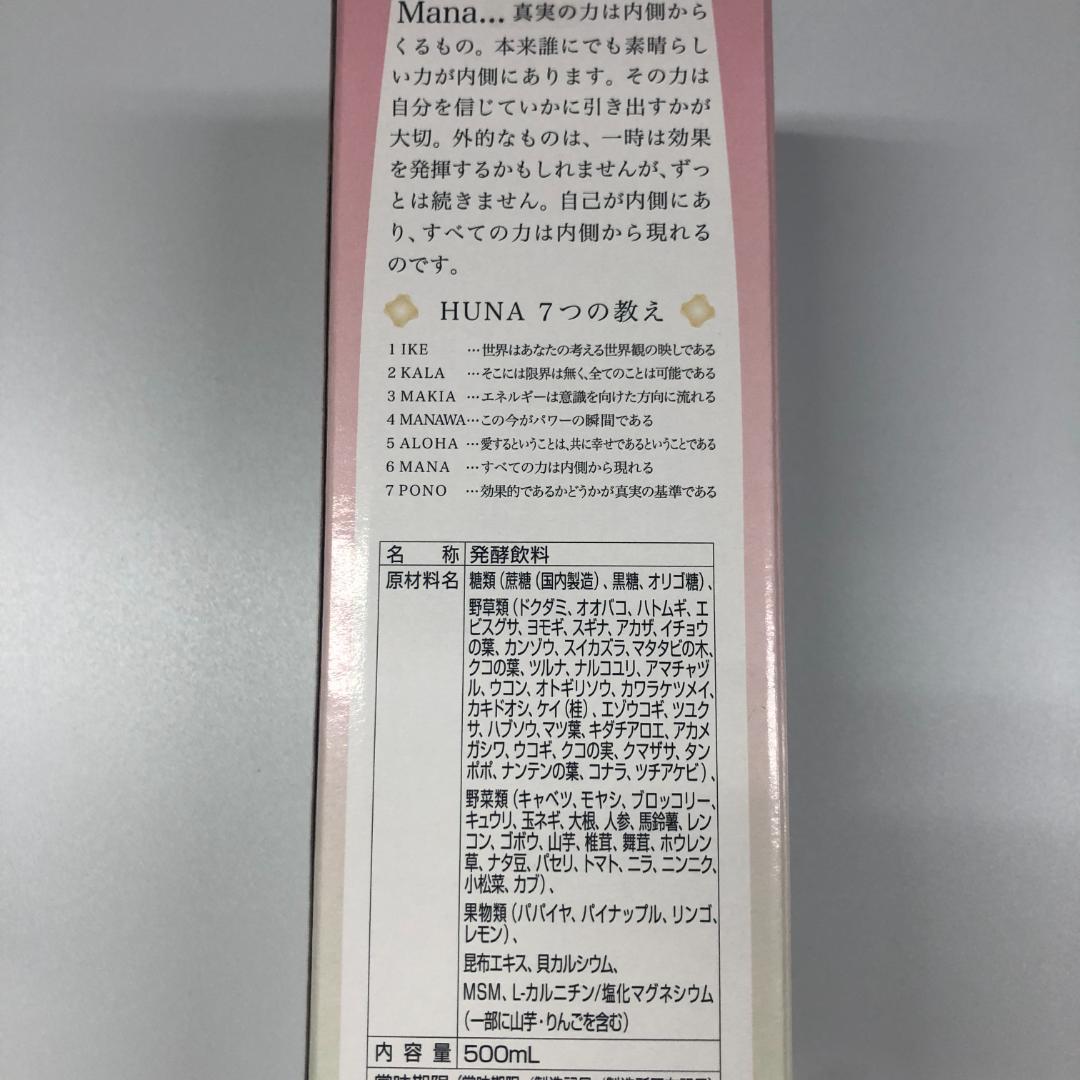 Mana... 真実の力は内側から
くるもの。本来誰にでも素晴らし
い力が内側にあります。その力は
自分を信じていかに引き出すかが
大切。外的なものは、一時は効果
を発揮するかもしれませんが、ずっ
とは続きません。自己が内側にあ
り、すべての力は内側から現れる
のです。
HUNA 7つの教え
1 IKE …世界はあなたの考える世界観の映しである
2 KALA …そこには限界は無く、全てのことは可能である
3 MAKIA …エネルギーは意識を向けた方向に流れる
4 MANAWA…この今がパワーの瞬間である
5 ALOHA …愛するということは、共に幸せであるということである
6 MANA …すべての力は内側から現れる
7 PONO …効果的であるかどうかが真実の基準である
名称 発酵飲料
原材料名 糖類(蔗糖(国内製造)、黒糖、オリゴ糖)、
野草類(ドクダミ、オオバコ、ハトムギ、エ
ビスグサ、ヨモギ、スギナ、アカザ、イチョウ
の葉、カンゾウ、スイカズラ、マタタビの木、
クコの葉、ツルナ、ナルコユリ、アマチャヅ
ル、ウコン、オトギリソウ、カワラケツメイ、
カキドオシ、ケイ(桂)、エゾウコギ、ツユク
サ、ハブソウ、マツ葉、キダチアロエ、アカメ
ガシワ、ウコギ、クコの実、クマザサ、タン
ポポ、ナンテンの葉、コナラ、ツチアケビ)、
野菜類(キャベツ、モヤシ、ブロッコリー、
キュウリ、玉ネギ、大根、人参、馬鈴薯、レン
コン、ゴボウ、山芋、椎茸、舞茸、ホウレン
草、ナタ豆、パセリ、トマト、ニラ、ニンニク、
小松菜、カブ)、
果物類(パパイヤ、パイナップル、リンゴ、
レモン)、
昆布エキス、貝カルシウム、
MSM、L-カルニチン/塩化マグネシウム
(一部に山芋・りんごを含む)
内容量 500mL